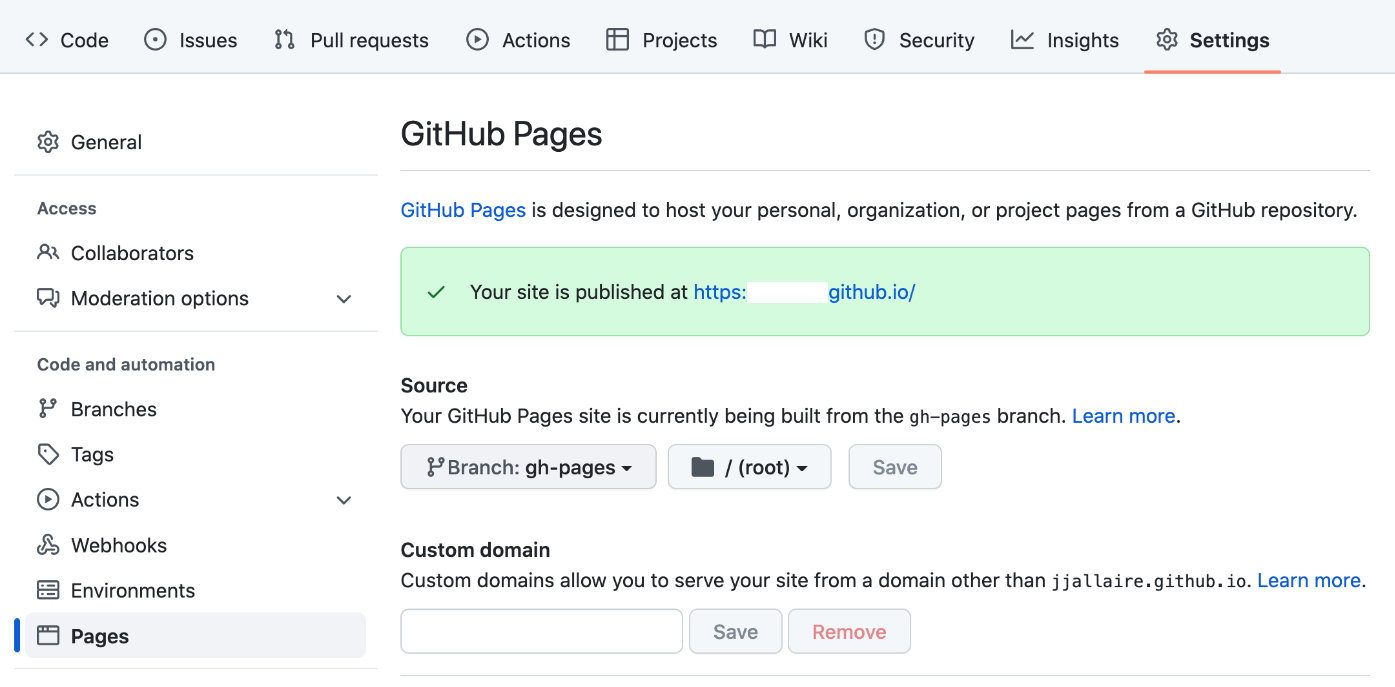 Code Issues Pull requests Actions Projects Wiki Security Insights Settings
General
Access
Collaborators
Moderation options
Code and automation
Branches
Tags
Actions
Webhooks
Environments
Pages
GitHub Pages
GitHub Pages is designed to host your personal, organization, or project pages from a GitHub repository.
Your site is published at https: github.io/
Source
Your GitHub Pages site is currently being built from the gh-pages branch. Learn more.
Branch: gh-pages / (root) Save
Custom domain
Custom domains allow you to serve your site from a domain other than jjallaire.github.io. Learn more.
Save Remove